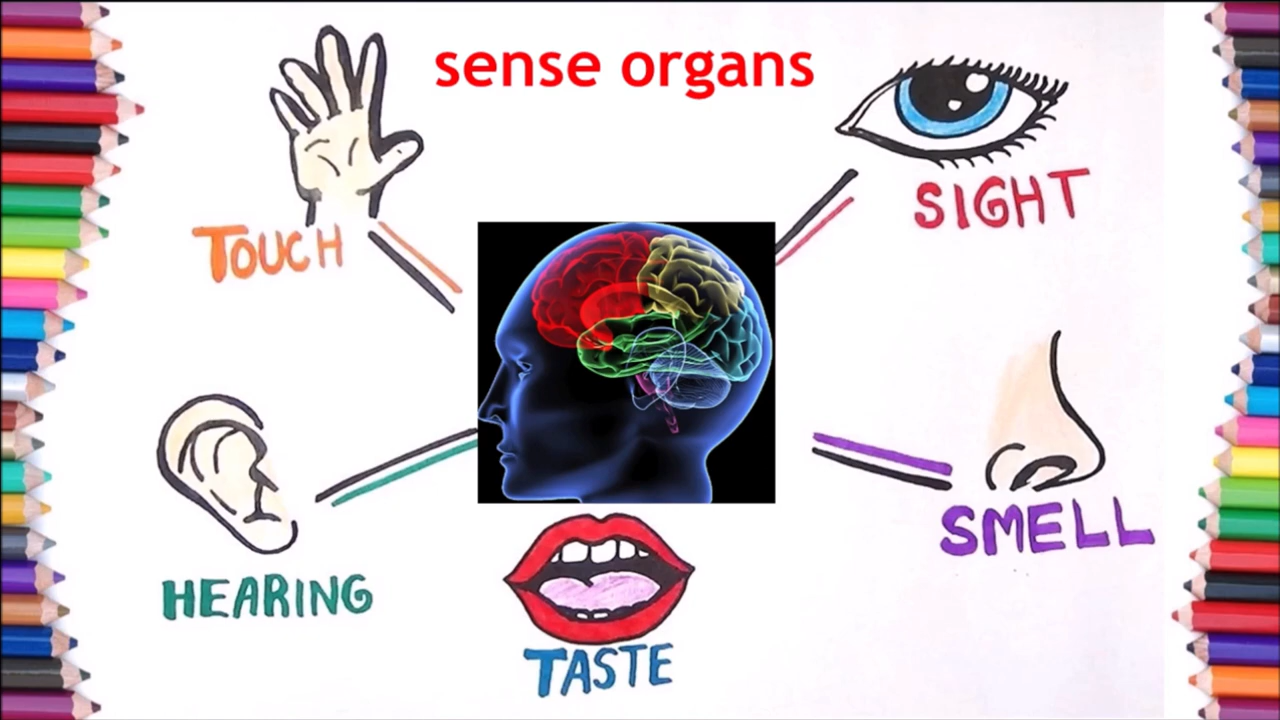 sense organs
TOUCH
SIGHT
HEARING
SMELL
TASTE